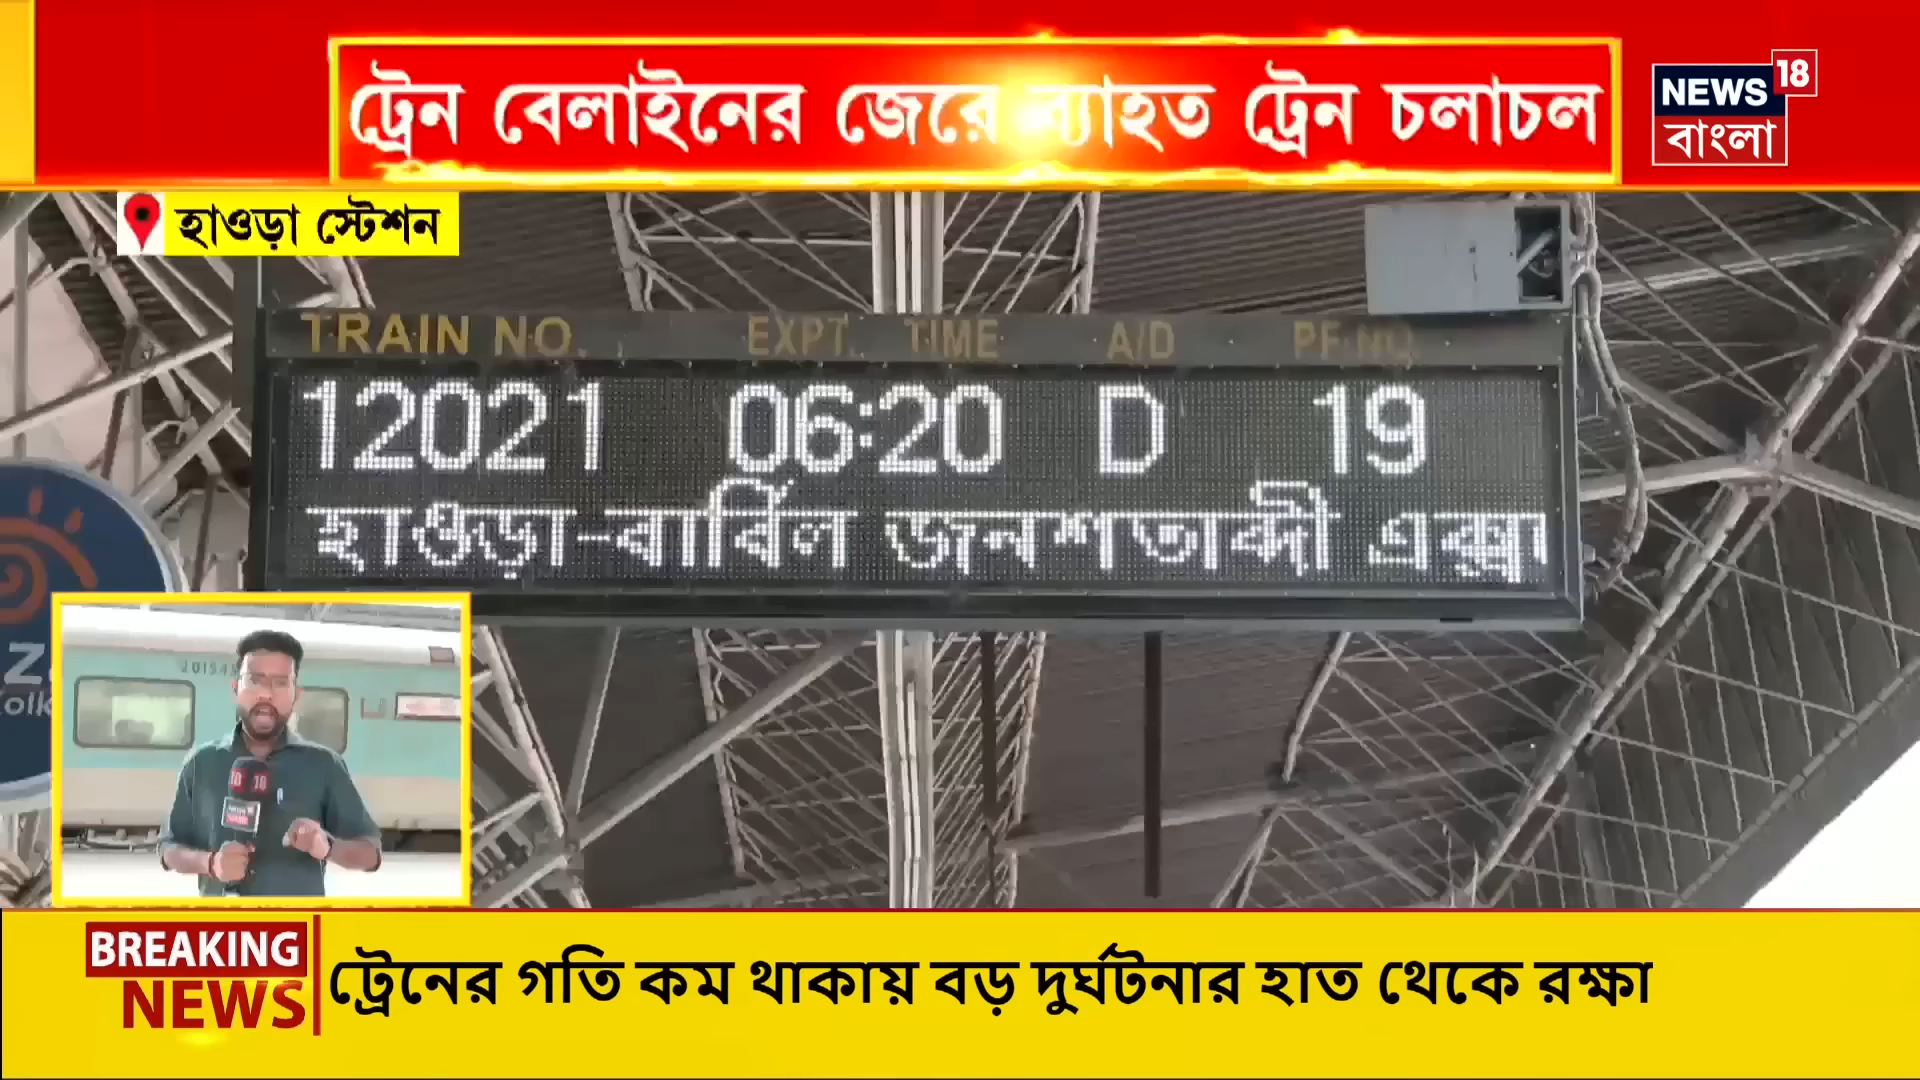 ট্রেন বেলাইনের জেরে ব্যাহত ট্রেন চলাচল
NEWS 18
বাংলা
হাওড়া স্টেশন
TRAIN NO. EXPT. TIME A/D PF.NO.
12021 06:20 D 19
হাওড়া-বার্বিল জনশতাব্দী এক্সপ্রে
BREAKING
NEWS
ট্রেনের গতি কম থাকায় বড় দুর্ঘটনার হাত থেকে রক্ষা